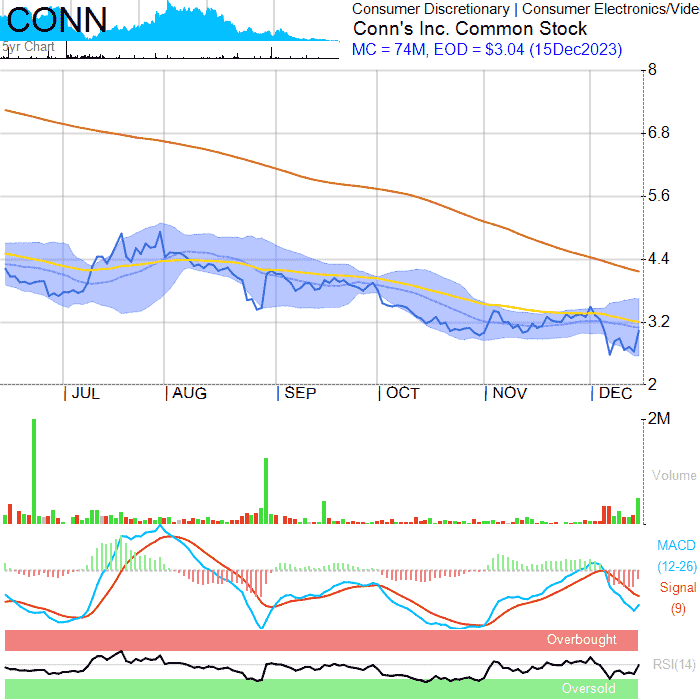 CONN
5yr Chart
Consumer Discretionary | Consumer Electronics/Vide
Conn's Inc. Common Stock
MC = 74M, EOD = $3.04 (15Dec2023)
8
6.8
5.6
4.4
3.2
2
JUL AUG SEP OCT NOV DEC
2M
Volume
MACD
(12-26)
Signal
(9)
Overbought
RSI(14)
Oversold